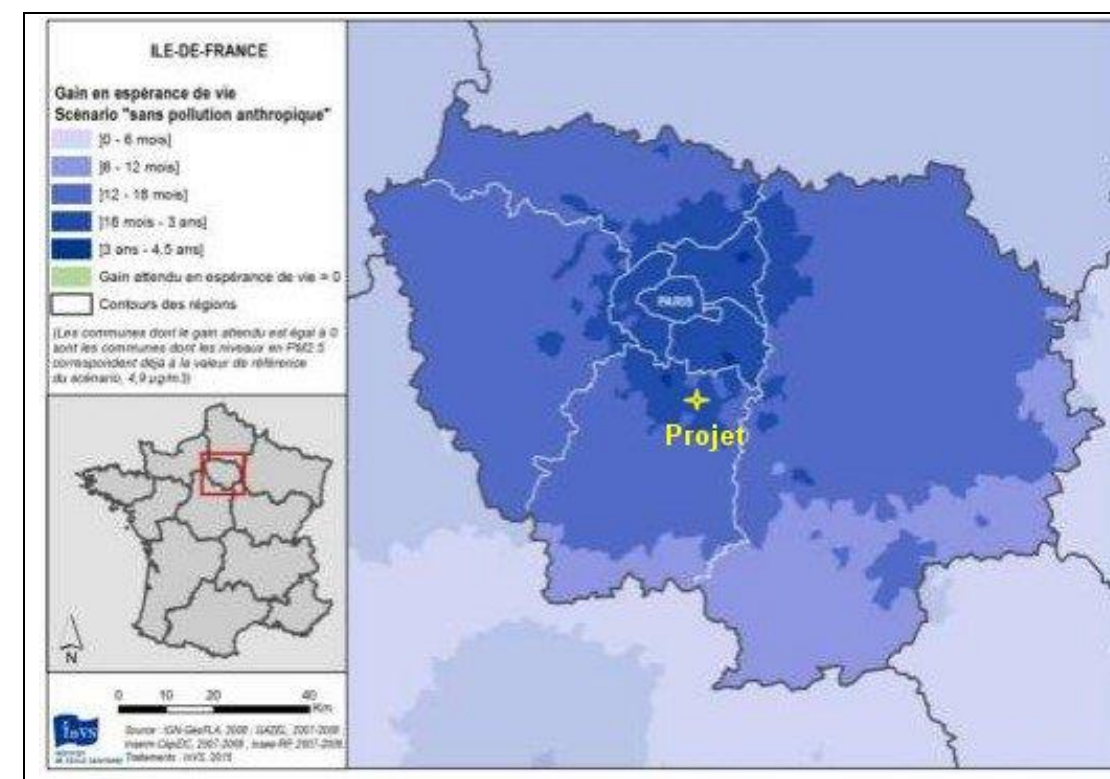 ILE-DE-FRANCE
Gain en espérance de vie
Scénario "sans pollution anthropique"
]0 - 6 mois]
]6 - 12 mois]
]12 - 18 mois]
]18 mois - 3 ans]
]3 ans - 4,5 ans]
Gain attendu en espérance de vie = 0
Contours des régions
(Les communes dont le gain attendu est égal à 0
sont les communes dont les niveaux en PM2.5
correspondent déjà à la valeur de référence
du scénario, 4,9 µg/m3))
PARIS
Projet
N
0 10 20 40
Km
InVS
Source : IGN-GéoFLA, 2008 ; GAZEL, 2007-2008 ;
Inserm CépiDC, 2007-2008 ; Insee-RP 2007-2008
Traitements : InVS, 2015